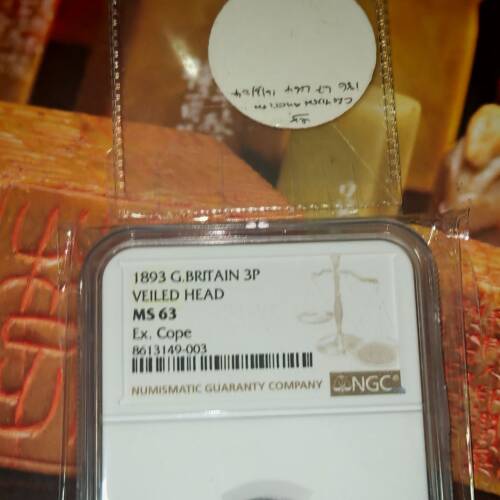 1893 G.BRITAIN 3P
VEILED HEAD
MS 63
Ex. Cope
8613149-003
NUMISMATIC GUARANTY COMPANY NGC